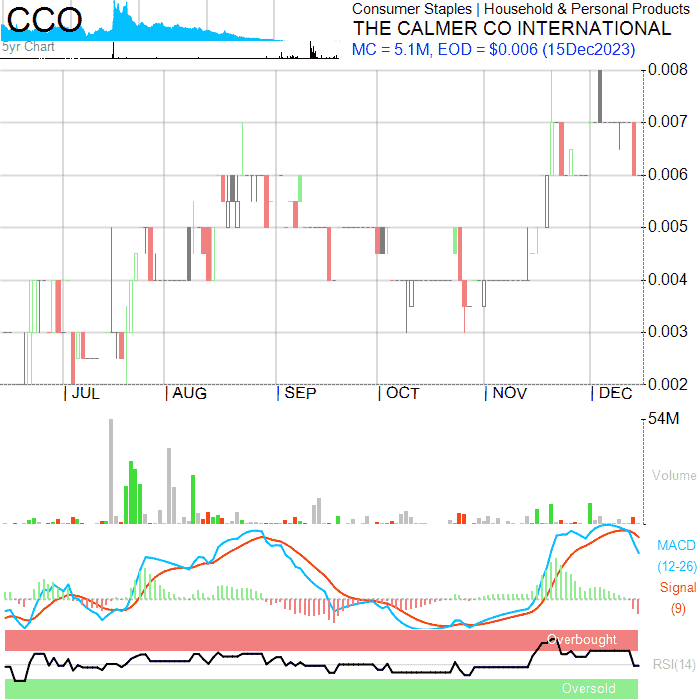 CCO
5yr Chart
Consumer Staples | Household & Personal Products
THE CALMER CO INTERNATIONAL
MC = 5.1M, EOD = $0.006 (15Dec2023)
0.008
0.007
0.006
0.005
0.004
0.003
0.002
| JUL | AUG | SEP | OCT | NOV | DEC
54M
Volume
MACD
(12-26)
Signal
(9)
Overbought
RSI(14)
Oversold